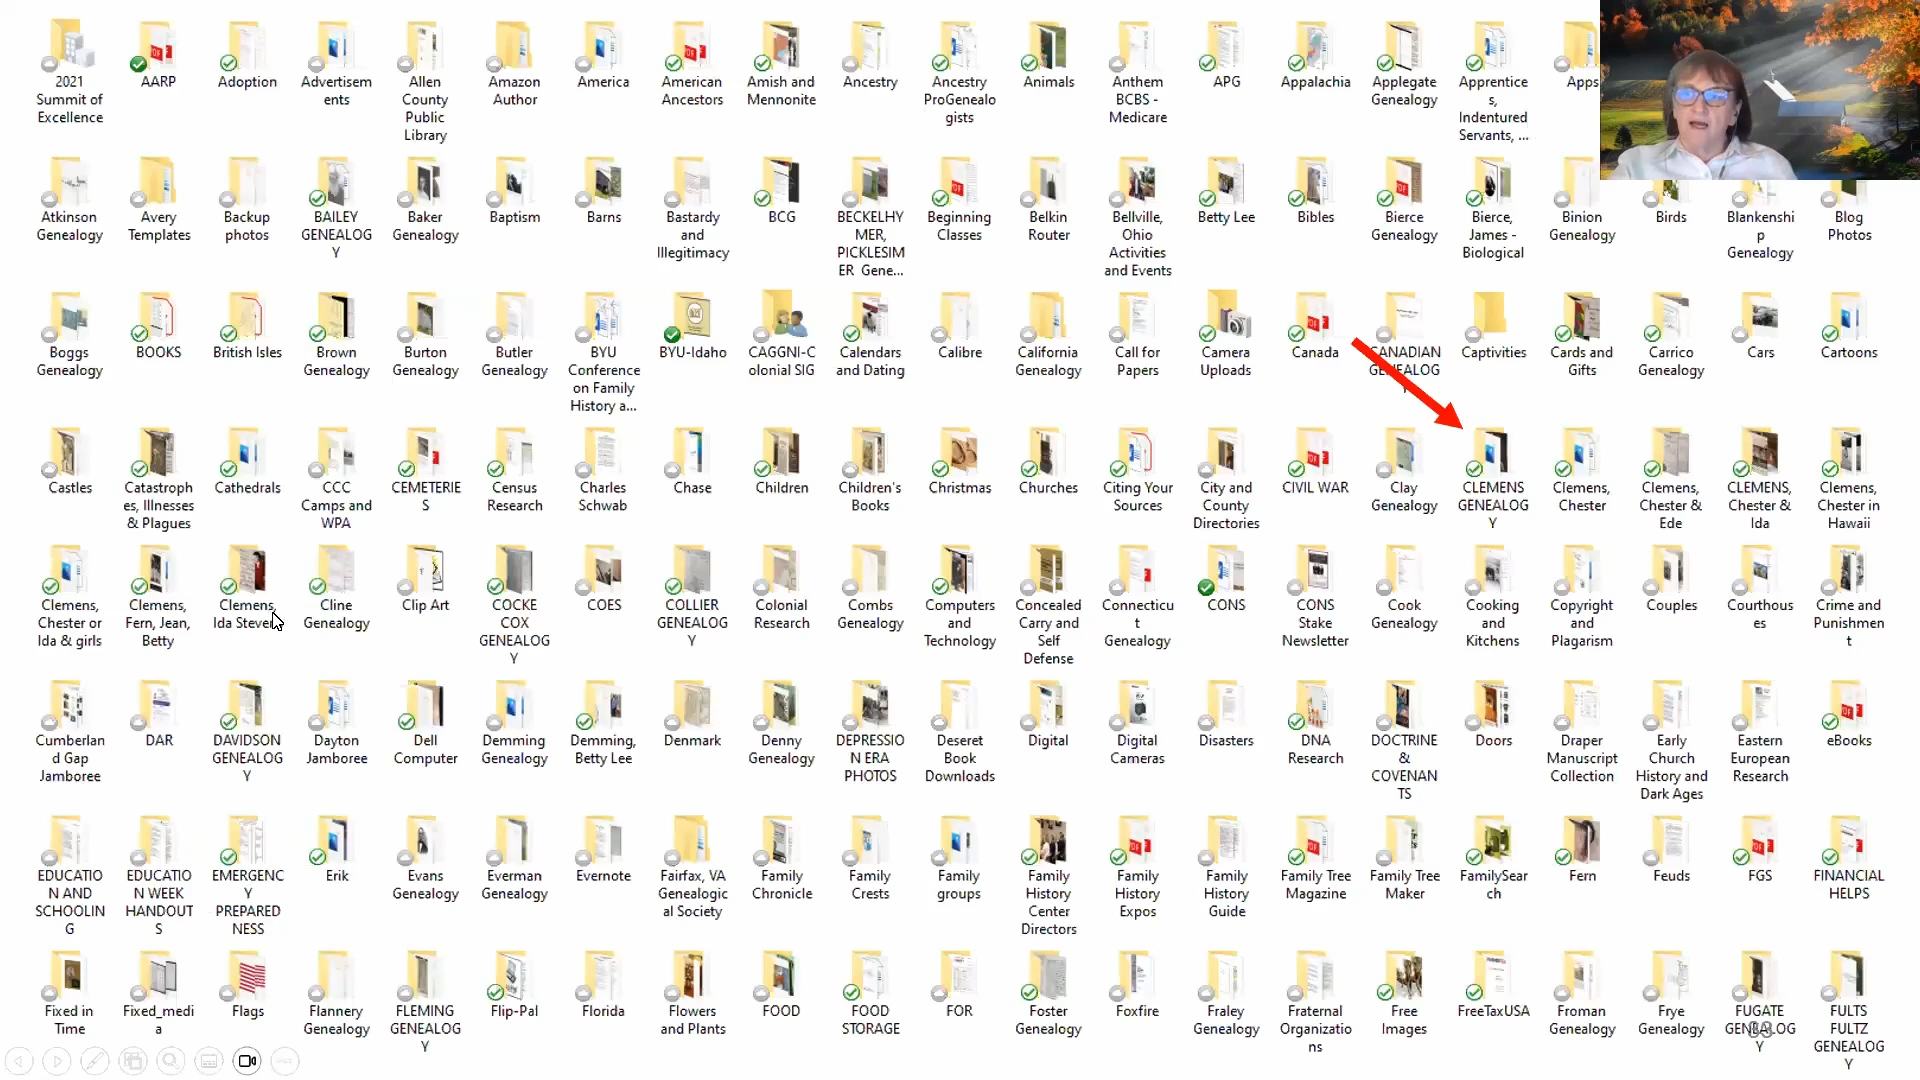 2021
Summit of
Excellence
AARP
Adoption
Advertisem
ents
Allen
County
Public
Library
Amazon
Author
America
American
Ancestors
Amish and
Mennonite
Ancestry
Ancestry
ProGenealo
gists
Animals
Anthem
BCBS -
Medicare
APG
Appalachia
Applegate
Genealogy
Apprentice
s,
Indentured
Servants, ...
Apps
Atkinson
Genealogy
Avery
Templates
Backup
photos
BAILEY
GENEALOG
Y
Baker
Genealogy
Baptism
Barns
Bastardy
and
Illegitimacy
BCG
BECKELHY
MER,
PICKLESIM
ER Gene...
Beginning
Classes
Belkin
Router
Bellville,
Ohio
Activities
and Events
Betty Lee
Bibles
Bierce
Genealogy
Bierce,
James -
Biological
Binion
Genealogy
Birds
Blankenshi
p
Genealogy
Blog
Photos
Boggs
Genealogy
BOOKS
British Isles
Brown
Genealogy
Burton
Genealogy
Butler
Genealogy
BYU
Conference
on Family
History a...
BYU-Idaho
CAGGNI-C
olonial SIG
Calendars
and Dating
Calibre
California
Genealogy
Call for
Papers
Camera
Uploads
Canada
CANADIAN
GENEALOG
Y
Captivities
Cards and
Gifts
Carrico
Genealogy
Cars
Cartoons
Castles
Catastroph
es, Illnesses
& Plagues
Cathedrals
CCC
Camps and
WPA
CEMETERIE
S
Census
Research
Charles
Schwab
Chase
Children
Children's
Books
Christmas
Churches
Citing Your
Sources
City and
County
Directories
CIVIL WAR
Clay
Genealogy
CLEMENS
GENEALOG
Y
Clemens,
Chester
Clemens,
Chester &
Ede
CLEMENS,
Chester &
Ida
Clemens,
Chester in
Hawaii
Clemens,
Chester or
Ida & girls
Clemens,
Fern, Jean,
Betty
Clemens,
Ida Steven
Cline
Genealogy
Clip Art
COCKE
COX
GENEALOG
Y
COES
COLLIER
GENEALOG
Y
Colonial
Research
Combs
Genealogy
Computers
and
Technology
Concealed
Carry and
Self
Defense
Connecticu
t
Genealogy
CONS
CONS
Stake
Newsletter
Cook
Genealogy
Cooking
and
Kitchens
Copyright
and
Plagarism
Couples
Courthous
es
Crime and
Punishmen
t
Cumberlan
d Gap
Jamboree
DAR
DAVIDSON
GENEALOG
Y
Dayton
Jamboree
Dell
Computer
Demming
Genealogy
Demming,
Betty Lee
Denmark
Denny
Genealogy
DEPRESSIO
N ERA
PHOTOS
Deseret
Book
Downloads
Digital
Digital
Cameras
Disasters
DNA
Research
DOCTRINE
&
COVENAN
TS
Doors
Draper
Manuscript
Collection
Early
Church
History and
Dark Ages
Eastern
European
Research
eBooks
EDUCATIO
N AND
SCHOOLIN
G
EDUCATIO
N WEEK
HANDOUT
S
EMERGENC
Y
PREPARED
NESS
Erik
Evans
Genealogy
Everman
Genealogy
Evernote
Fairfax, VA
Genealogic
al Society
Family
Chronicle
Family
Crests
Family
groups
Family
History
Center
Directors
Family
History
Expos
Family
History
Guide
Family Tree
Magazine
Family Tree
Maker
FamilySear
ch
Fern
Feuds
FGS
FINANCIAL
HELPS
Fixed in
Time
Fixed_medi
a
Flags
Flannery
Genealogy
FLEMING
GENEALOG
Y
Flip-Pal
Florida
Flowers
and Plants
FOOD
FOOD
STORAGE
FOR
Foster
Genealogy
Foxfire
Fraley
Genealogy
Fraternal
Organizatio
ns
Free
Images
FreeTaxUSA
Froman
Genealogy
Frye
Genealogy
FUGATE
GENEALOG
Y
FULTS
FULTZ
GENEALOG
Y
33